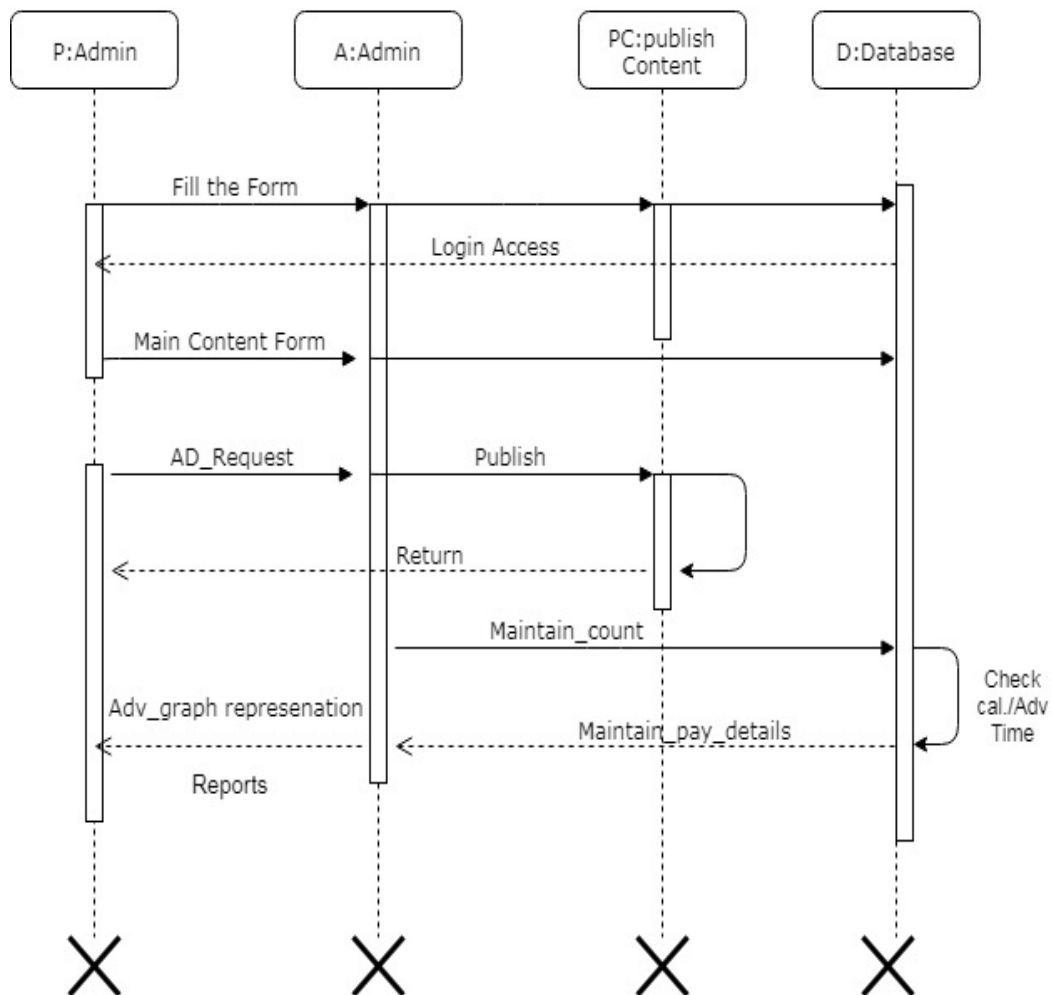 P:Admin
A:Admin
PC:publish
Content
D:Database
Fill the Form
Login Access
Main Content Form
AD_Request
Publish
Return
Maintain_count
Check
cal./Adv
Time
Adv_graph represenation
Maintain_pay_details
Reports